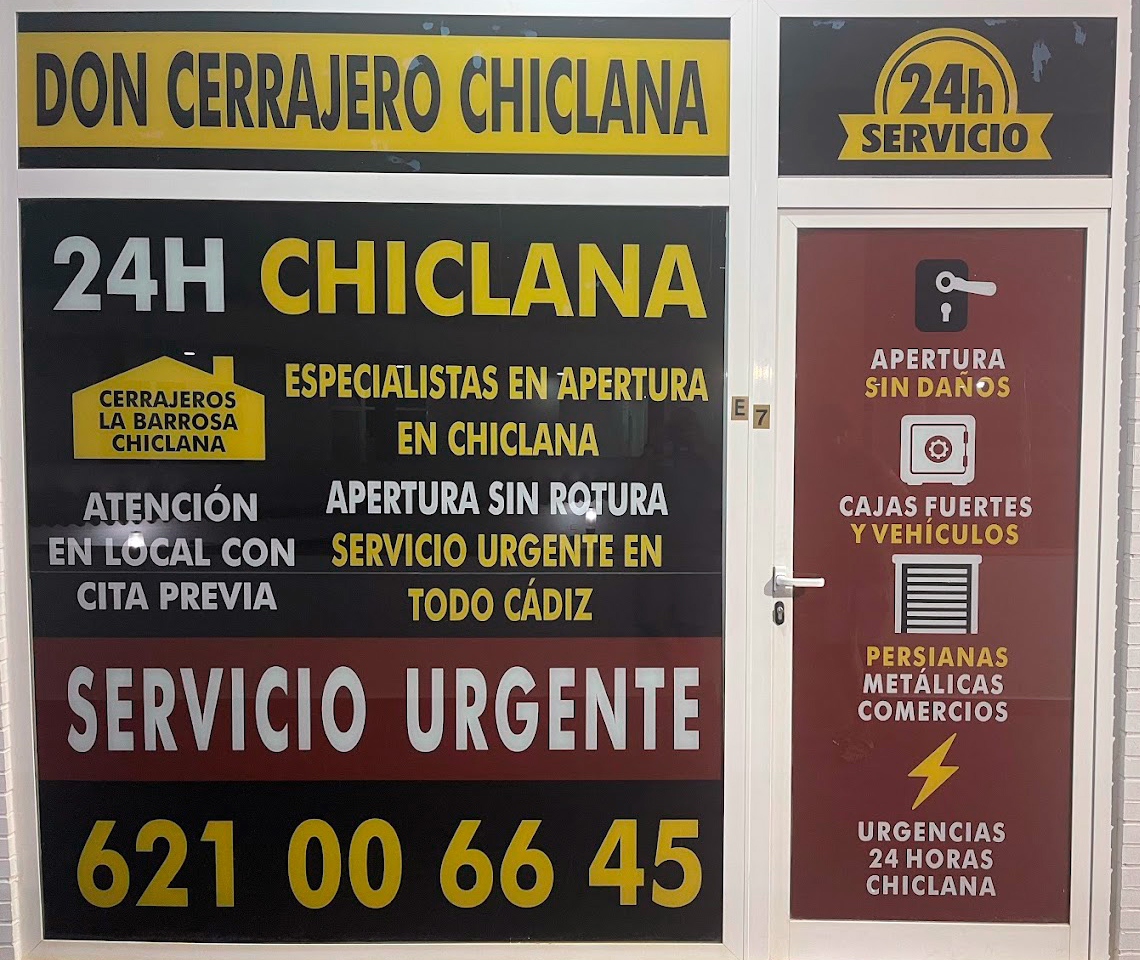 DON CERRAJERO CHICLANA
24h
SERVICIO
24H CHICLANA
CERRAJEROS
LA BARROSA
CHICLANA
ESPECIALISTAS EN APERTURA
EN CHICLANA
ATENCIÓN
EN LOCAL CON
CITA PREVIA
APERTURA SIN ROTURA
SERVICIO URGENTE EN
TODO CÁDIZ
SERVICIO URGENTE
621 00 66 45
E 7
APERTURA
SIN DAÑOS
CAJAS FUERTES
Y VEHÍCULOS
PERSIANAS
METÁLICAS
COMERCIOS
URGENCIAS
24 HORAS
CHICLANA